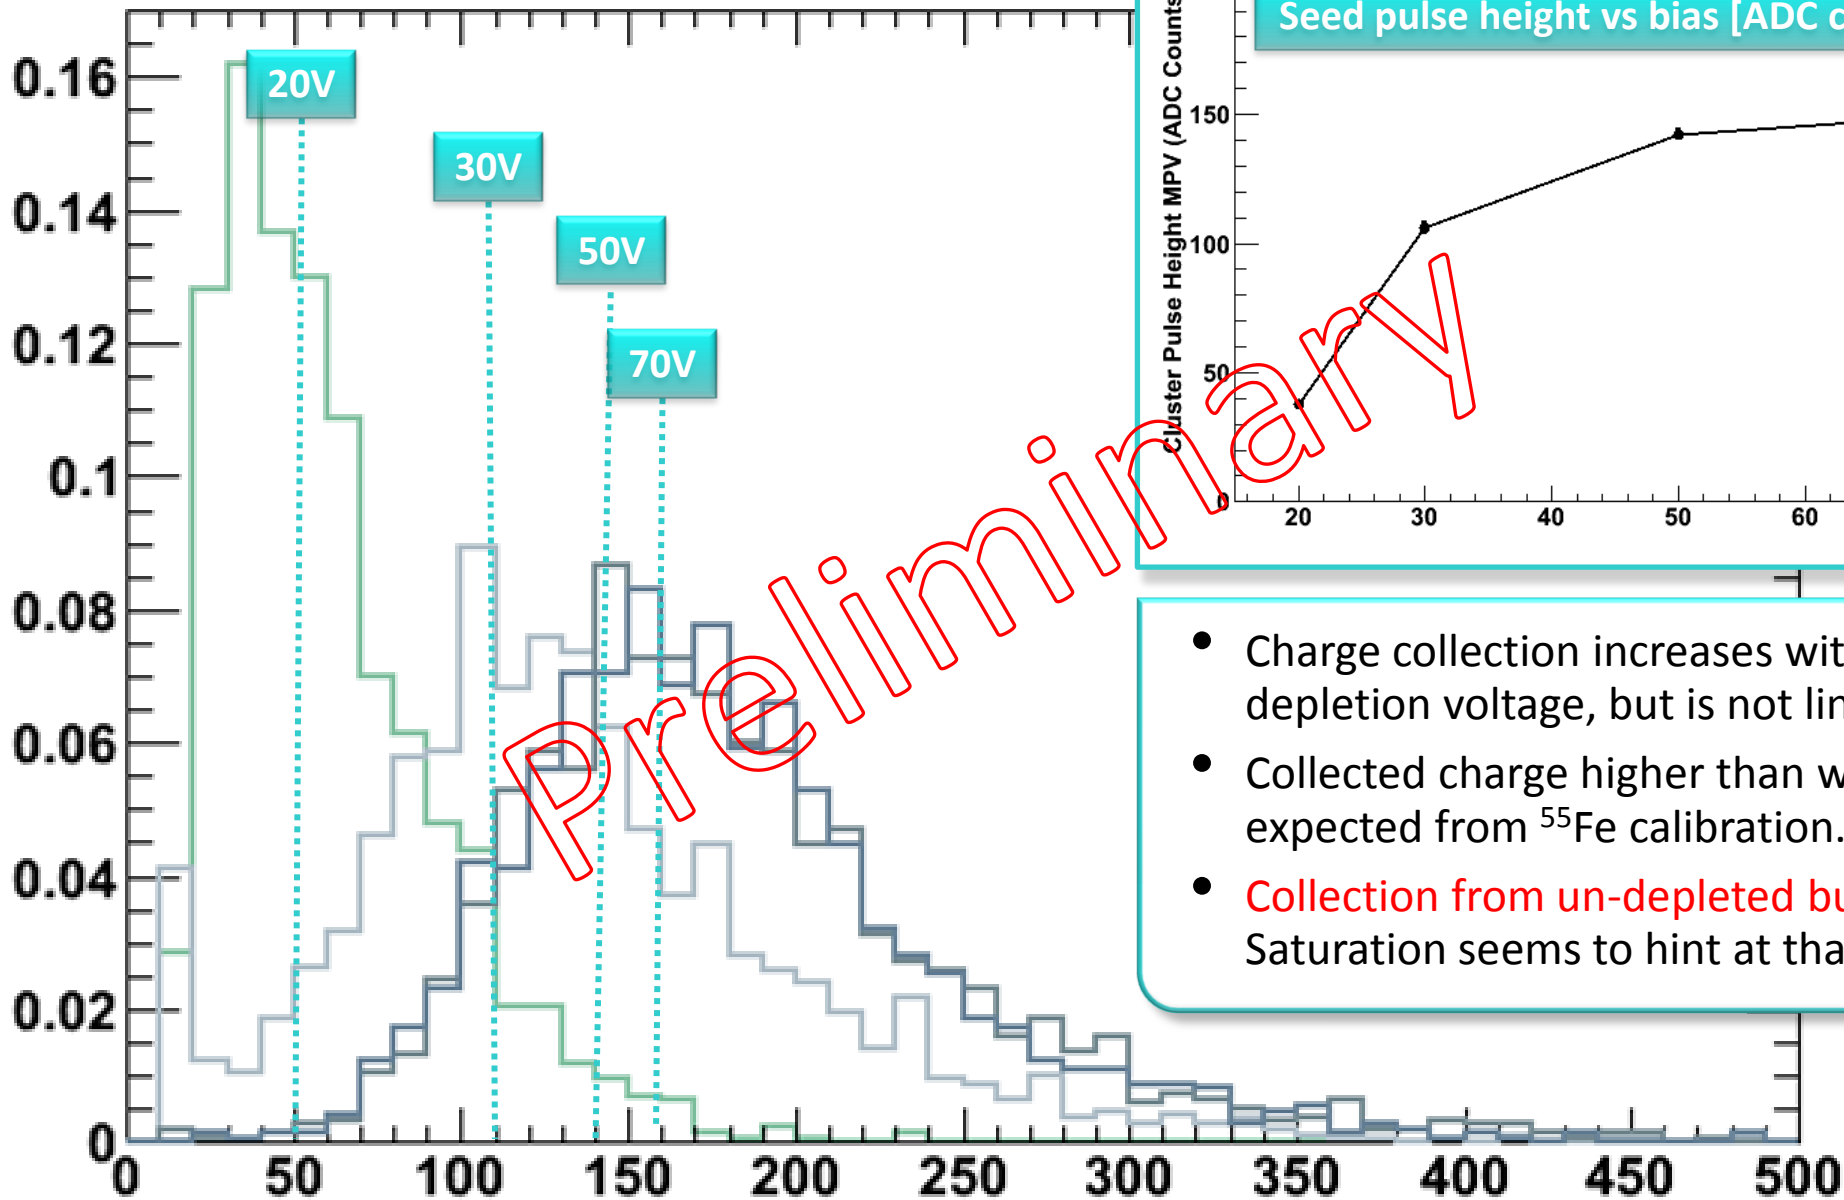 Seed pulse height vs bias [ADC c
Cluster Pulse Height MPV (ADC Counts
150
100
50
0
20 30 40 50 60
0.16
0.14
0.12
0.1
0.08
0.06
0.04
0.02
0
20V
30V
50V
70V
Preliminary
• Charge collection increases wit
depletion voltage, but is not lin
• Collected charge higher than w
expected from ⁵⁵Fe calibration.
• Collection from un-depleted bu
Saturation seems to hint at tha
0 50 100 150 200 250 300 350 400 450 500